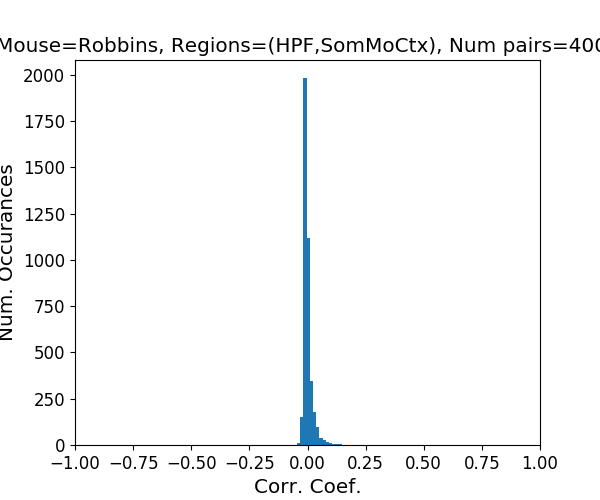 Mouse=Robbins, Regions=(HPF,SomMoCtx), Num pairs=400
2000
1750
1500
1250
1000
750
500
250
0
Num. Occurances
−1.00 −0.75 −0.50 −0.25 0.00 0.25 0.50 0.75 1.00
Corr. Coef.